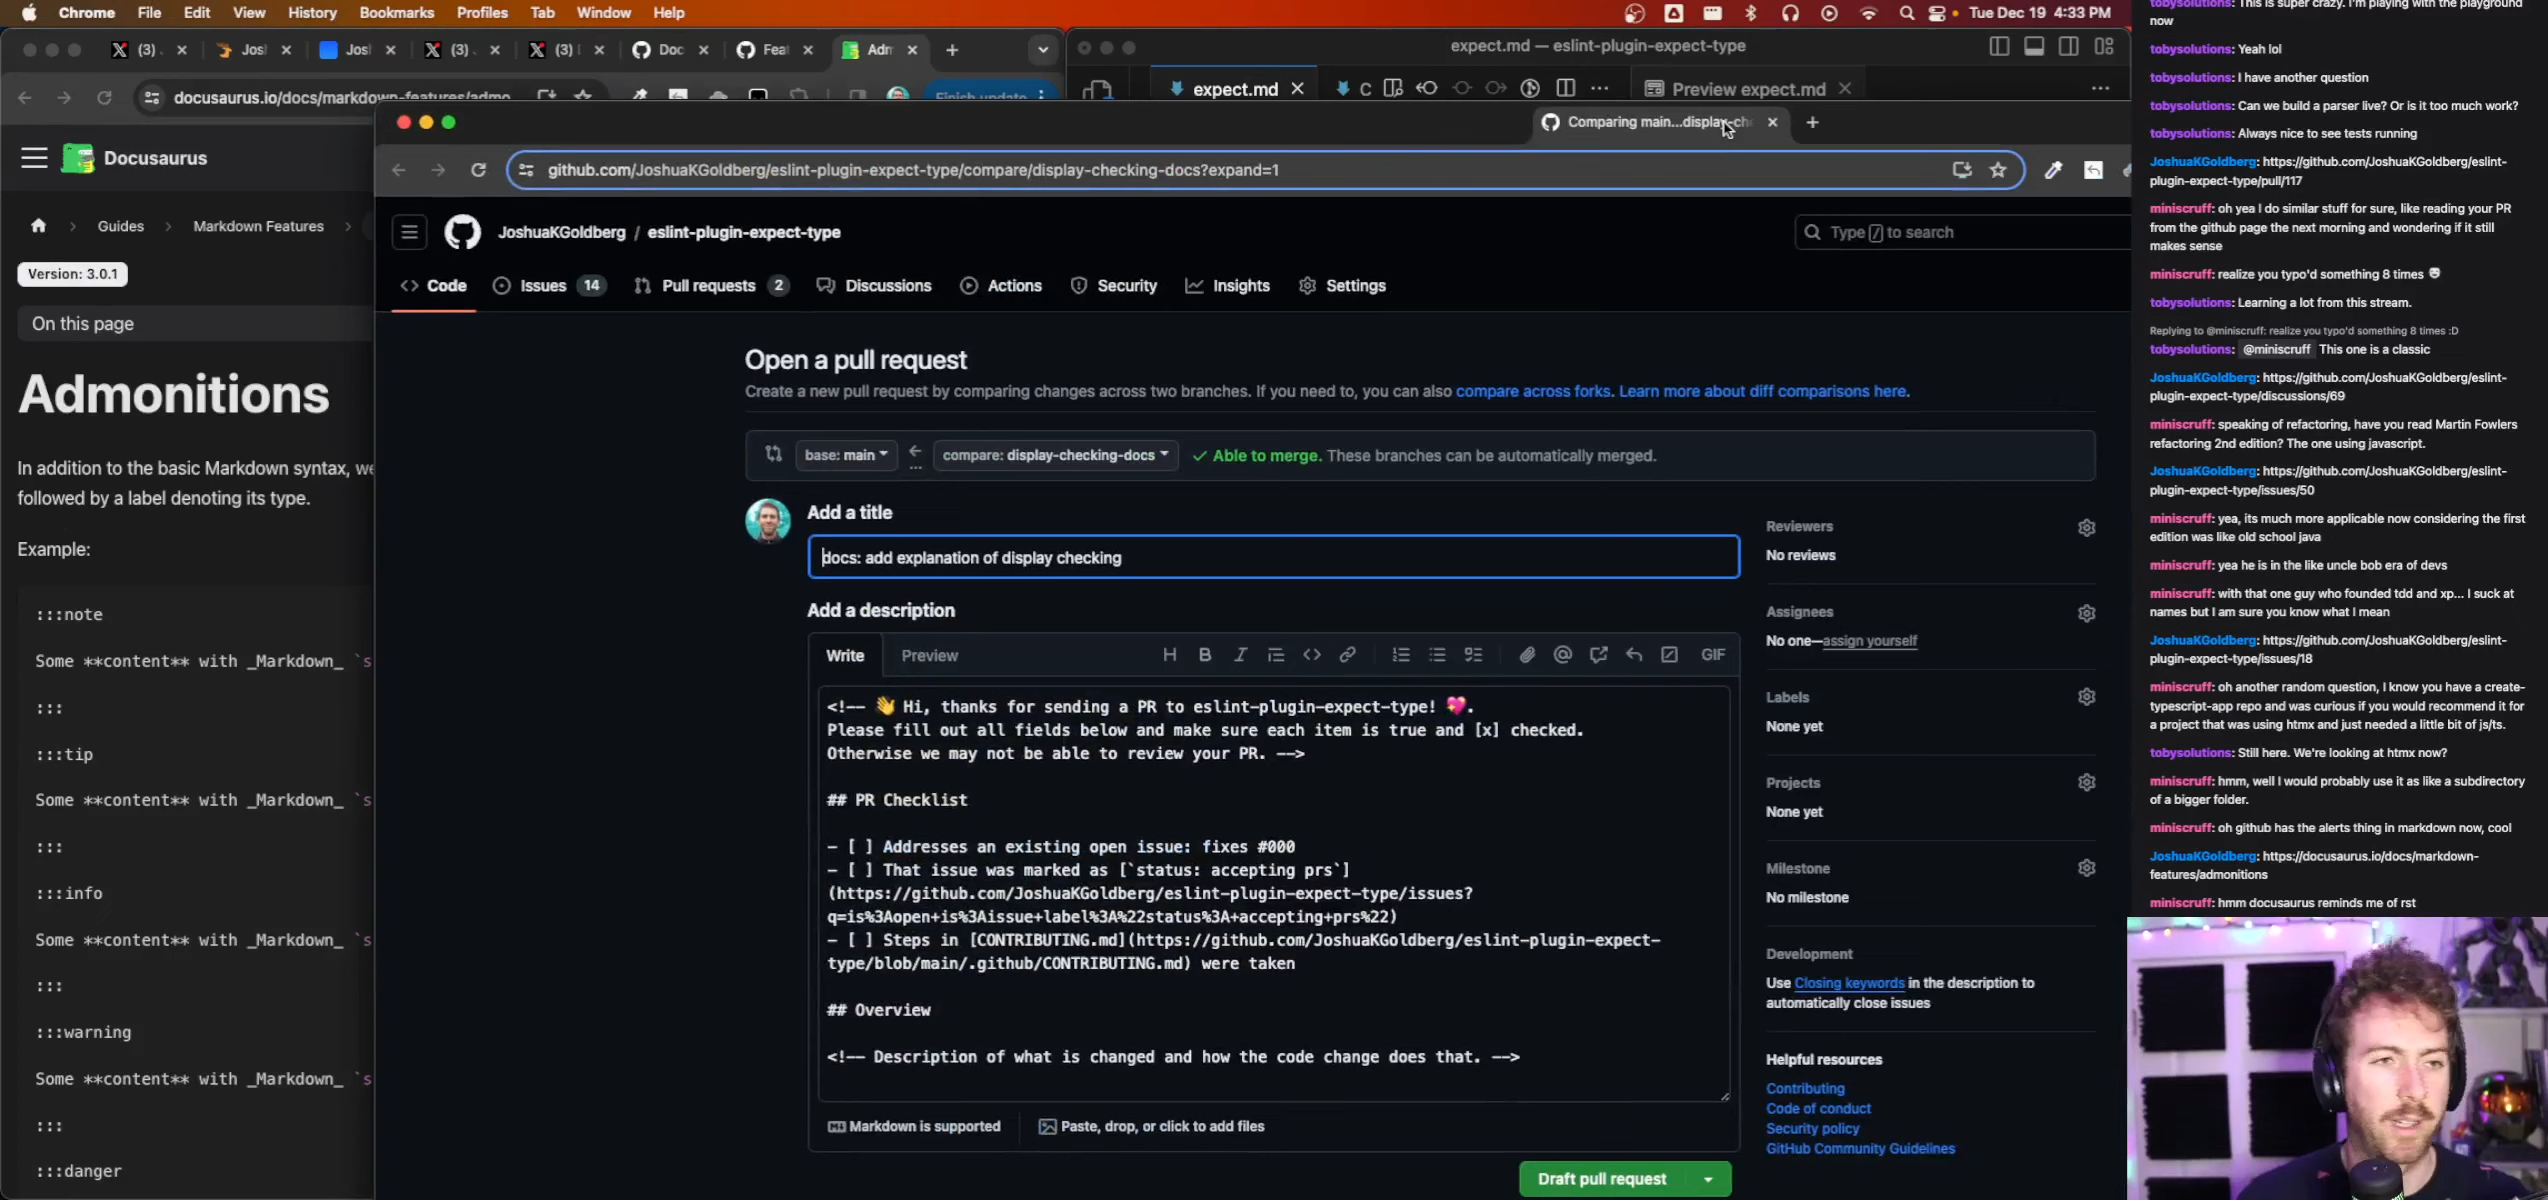 Chrome File Edit View History Bookmarks Profiles Tab Window Help
Tue Dec 19 4:33 PM
(3)
Josl
Josl
(3)
(3)
Doc
Feat
docusaurus.io/docs/markdown-features/admo
Finish update
Docusaurus
Guides
Markdown Features
Version: 3.0.1
On this page
Admonitions
In addition to the basic Markdown syntax, we
followed by a label denoting its type.
Example:
:::note
Some **content** with _Markdown_ `s
:::
:::tip
Some **content** with _Markdown_ `s
:::
:::info
Some **content** with _Markdown_ `s
:::
:::warning
Some **content** with _Markdown_ `s
:::
:::danger
expect.md — eslint-plugin-expect-type
expect.md
C
Preview expect.md
Comparing main...display-ch
github.com/JoshuaKGoldberg/eslint-plugin-expect-type/compare/display-checking-docs?expand=1
JoshuaKGoldberg / eslint-plugin-expect-type
Type / to search
Code
Issues 14
Pull requests 2
Discussions
Actions
Security
Insights
Settings
Open a pull request
Create a new pull request by comparing changes across two branches. If you need to, you can also compare across forks. Learn more about diff comparisons here.
base: main
compare: display-checking-docs
Able to merge. These branches can be automatically merged.
Add a title
docs: add explanation of display checking
Add a description
Write
Preview
H B I
GIF
<!-- 👋 Hi, thanks for sending a PR to eslint-plugin-expect-type! 💖.
Please fill out all fields below and make sure each item is true and [x] checked.
Otherwise we may not be able to review your PR. -->
## PR Checklist
- [ ] Addresses an existing open issue: fixes #000
- [ ] That issue was marked as [`status: accepting prs`]
(https://github.com/JoshuaKGoldberg/eslint-plugin-expect-type/issues?
q=is%3Aopen+is%3Aissue+label%3A%22status%3A+accepting+prs%22)
- [ ] Steps in [CONTRIBUTING.md](https://github.com/JoshuaKGoldberg/eslint-plugin-expect-
type/blob/main/.github/CONTRIBUTING.md) were taken
## Overview
<!-- Description of what is changed and how the code change does that. -->
Markdown is supported
Paste, drop, or click to add files
Draft pull request
Reviewers
No reviews
Assignees
No one—assign yourself
Labels
None yet
Projects
None yet
Milestone
No milestone
Development
Use Closing keywords in the description to
automatically close issues
Helpful resources
Contributing
Code of conduct
Security policy
GitHub Community Guidelines
tobysolutions: This is super crazy. I'm playing with the playground
now
tobysolutions: Yeah lol
tobysolutions: I have another question
tobysolutions: Can we build a parser live? Or is it too much work?
tobysolutions: Always nice to see tests running
JoshuaKGoldberg: https://github.com/JoshuaKGoldberg/eslint-
plugin-expect-type/pull/117
miniscruff: oh yea I do similar stuff for sure, like reading your PR
from the github page the next morning and wondering if it still
makes sense
miniscruff: realize you typo'd something 8 times
tobysolutions: Learning a lot from this stream.
Replying to @miniscruff: realize you typo'd something 8 times :D
tobysolutions: @miniscruff This one is a classic
JoshuaKGoldberg: https://github.com/JoshuaKGoldberg/eslint-
plugin-expect-type/discussions/69
miniscruff: speaking of refactoring, have you read Martin Fowlers
refactoring 2nd edition? The one using javascript.
JoshuaKGoldberg: https://github.com/JoshuaKGoldberg/eslint-
plugin-expect-type/issues/50
miniscruff: yea, its much more applicable now considering the first
edition was like old school java
miniscruff: yea he is in the like uncle bob era of devs
miniscruff: with that one guy who founded tdd and xp... I suck at
names but I am sure you know what I mean
JoshuaKGoldberg: https://github.com/JoshuaKGoldberg/eslint-
plugin-expect-type/issues/18
miniscruff: oh another random question, I know you have a create-
typescript-app repo and was curious if you would recommend it for
a project that was using htmx and just needed a little bit of js/ts.
tobysolutions: Still here. We're looking at htmx now?
miniscruff: hmm, well I would probably use it as like a subdirectory
of a bigger folder.
miniscruff: oh github has the alerts thing in markdown now, cool
JoshuaKGoldberg: https://docusaurus.io/docs/markdown-
features/admonitions
miniscruff: hmm docusaurus reminds me of rst